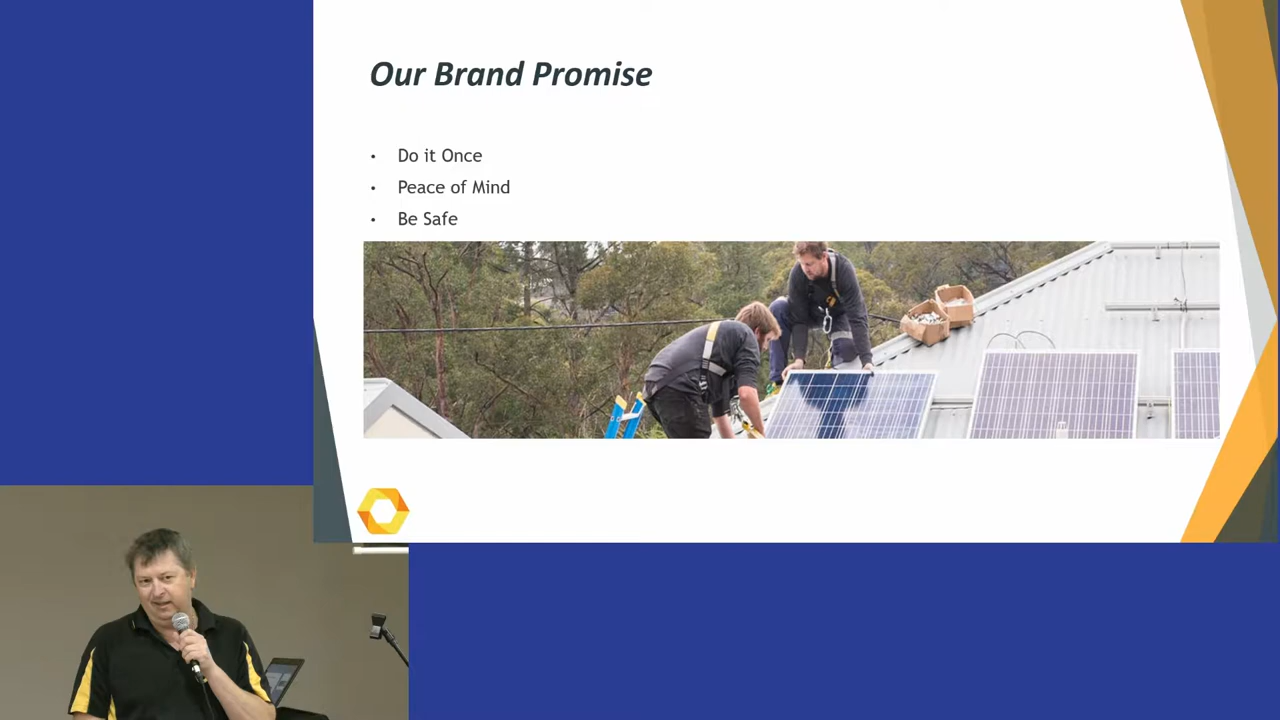 Our Brand Promise
• Do it Once
• Peace of Mind
• Be Safe